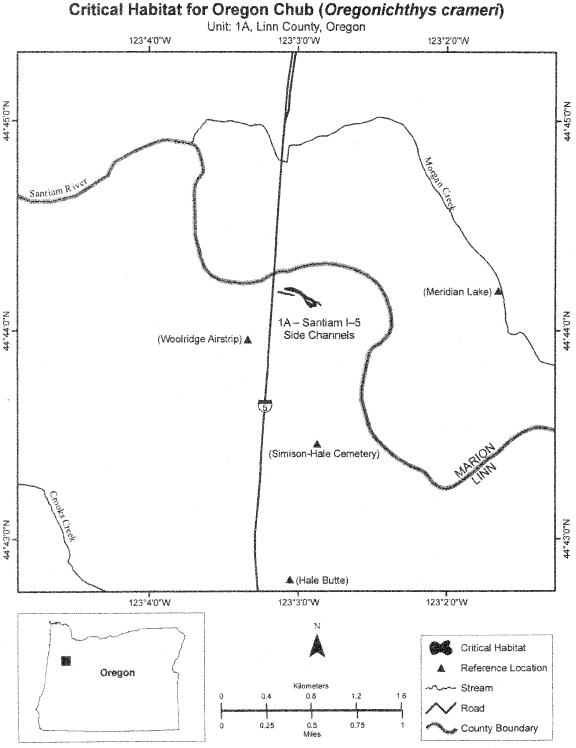 Critical Habitat for Oregon Chub (Oregonichthys crameri)
Unit: 1A, Linn County, Oregon
123°4'0"W 123°3'0"W 123°2'0"W
44°45'0"N 44°45'0"N
Santiam River
Morgan Creek
(Meridian Lake)
1A – Santiam I–5
Side Channels
44°44'0"N 44°44'0"N
(Woolridge Airstrip)
5
(Simison-Hale Cemetery)
MARION
LINN
Crooks Creek
44°43'0"N 44°43'0"N
(Hale Butte)
123°4'0"W 123°3'0"W 123°2'0"W
Oregon
N
Kilometers
0 0.4 0.8 1.2 1.6
0 0.25 0.5 0.75 1
Miles
Critical Habitat
Reference Location
Stream
Road
County Boundary